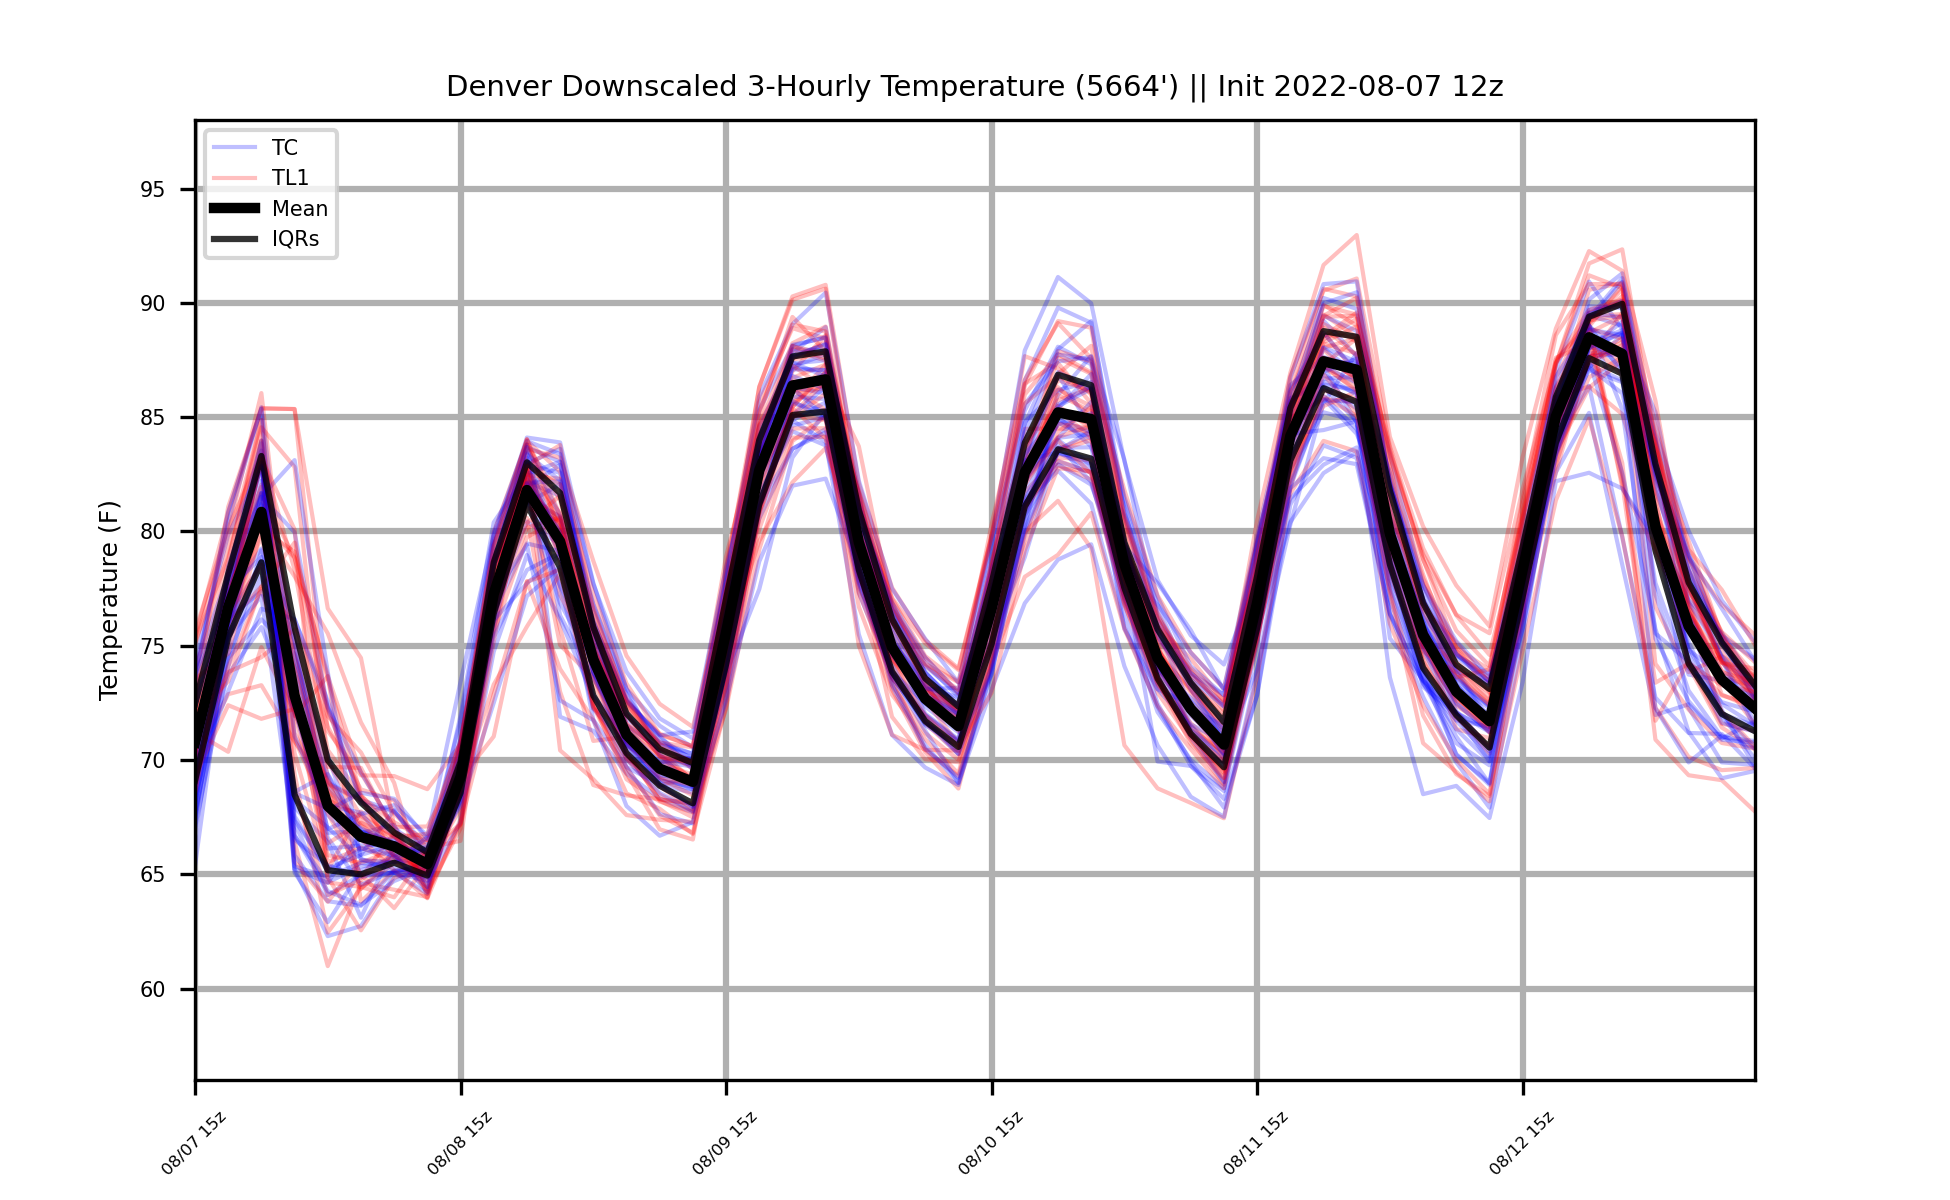 Denver Downscaled 3-Hourly Temperature (5664') || Init 2022-08-07 12z
TC
TL1
Mean
IQRs
Temperature (F)
95
90
85
80
75
70
65
60
08/07 15z
08/08 15z
08/09 15z
08/10 15z
08/11 15z
08/12 15z